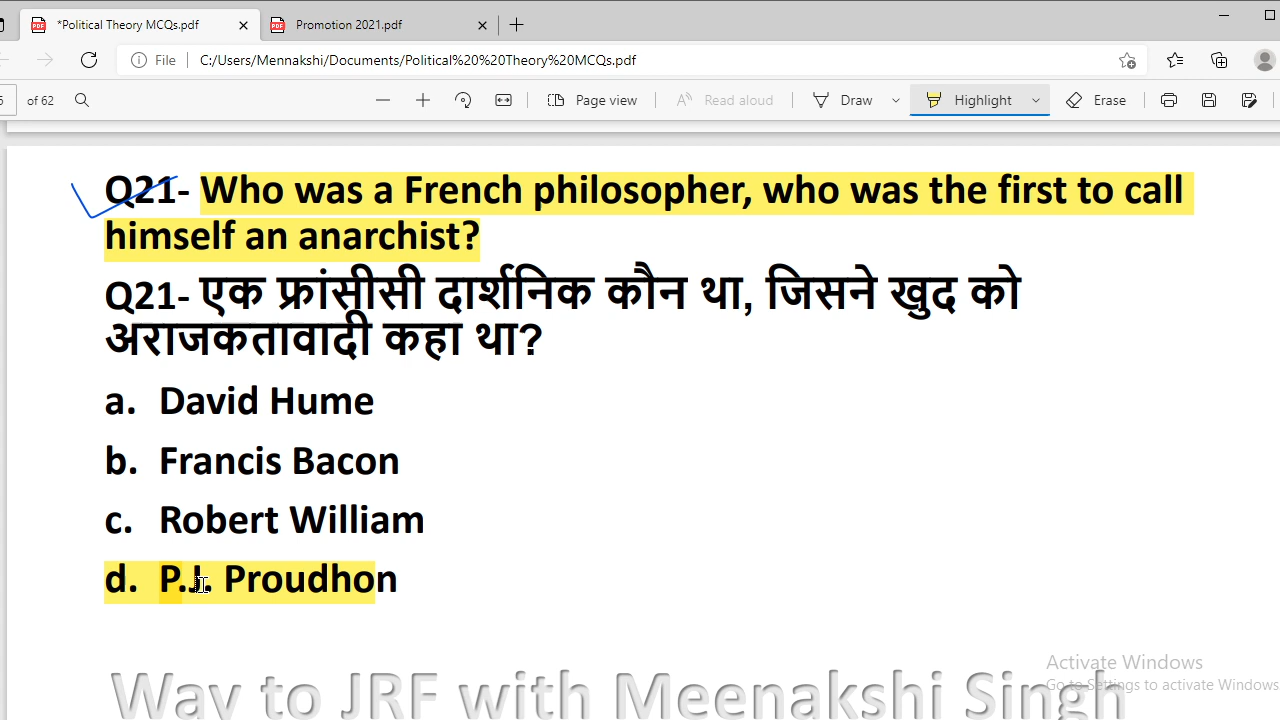 *Political Theory MCQs.pdf
Promotion 2021.pdf
File
C:/Users/Mennakshi/Documents/Political%20%20Theory%20MCQs.pdf
of 62
Page view
Read aloud
Draw
Highlight
Erase
Q21- Who was a French philosopher, who was the first to call
himself an anarchist?
Q21- एक फ्रांसीसी दार्शनिक कौन था, जिसने खुद को
अराजकतावादी कहा था?
a. David Hume
b. Francis Bacon
c. Robert William
d. P.J. Proudhon
Way to JRF with Meenakshi Singh
Activate Windows
Go to Settings to activate Windows